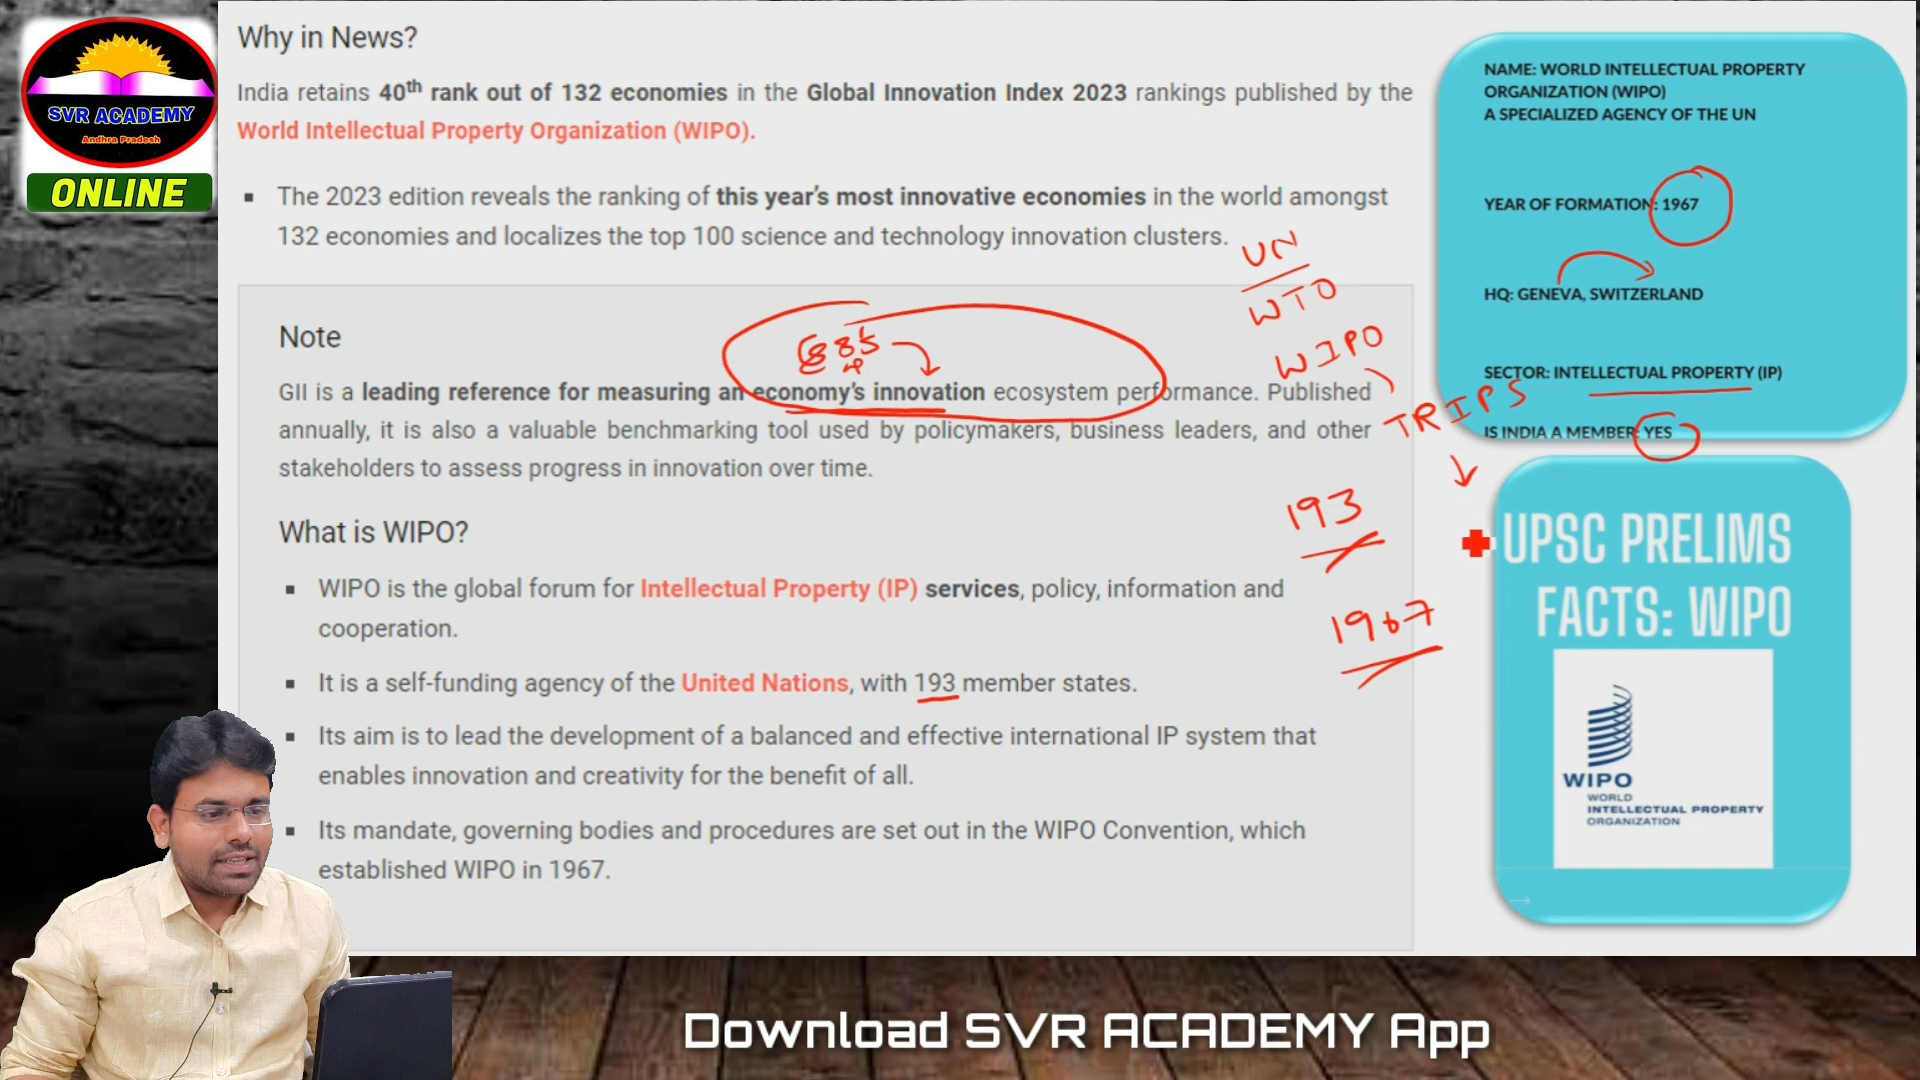 SVR ACADEMY
Andhra Pradesh
ONLINE
Why in News?
India retains 40th rank out of 132 economies in the Global Innovation Index 2023 rankings published by the
World Intellectual Property Organization (WIPO).
▪ The 2023 edition reveals the ranking of this year's most innovative economies in the world amongst
132 economies and localizes the top 100 science and technology innovation clusters.
UN
WTO
WIPO
TRIPS
Note
GII is a leading reference for measuring an economy's innovation ecosystem performance. Published
annually, it is also a valuable benchmarking tool used by policymakers, business leaders, and other
stakeholders to assess progress in innovation over time.
193
What is WIPO?
▪ WIPO is the global forum for Intellectual Property (IP) services, policy, information and
cooperation.
1967
▪ It is a self-funding agency of the United Nations, with 193 member states.
▪ Its aim is to lead the development of a balanced and effective international IP system that
enables innovation and creativity for the benefit of all.
▪ Its mandate, governing bodies and procedures are set out in the WIPO Convention, which
established WIPO in 1967.
NAME: WORLD INTELLECTUAL PROPERTY
ORGANIZATION (WIPO)
A SPECIALIZED AGENCY OF THE UN
YEAR OF FORMATION: 1967
HQ: GENEVA, SWITZERLAND
SECTOR: INTELLECTUAL PROPERTY (IP)
IS INDIA A MEMBER: YES
UPSC PRELIMS
FACTS: WIPO
WIPO
WORLD
INTELLECTUAL PROPERTY
ORGANIZATION
Download SVR ACADEMY App